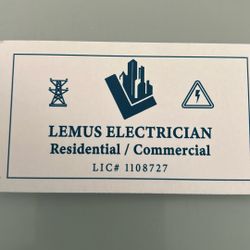 LEMUS ELECTRICIAN
Residential / Commercial
LIC# 1108727